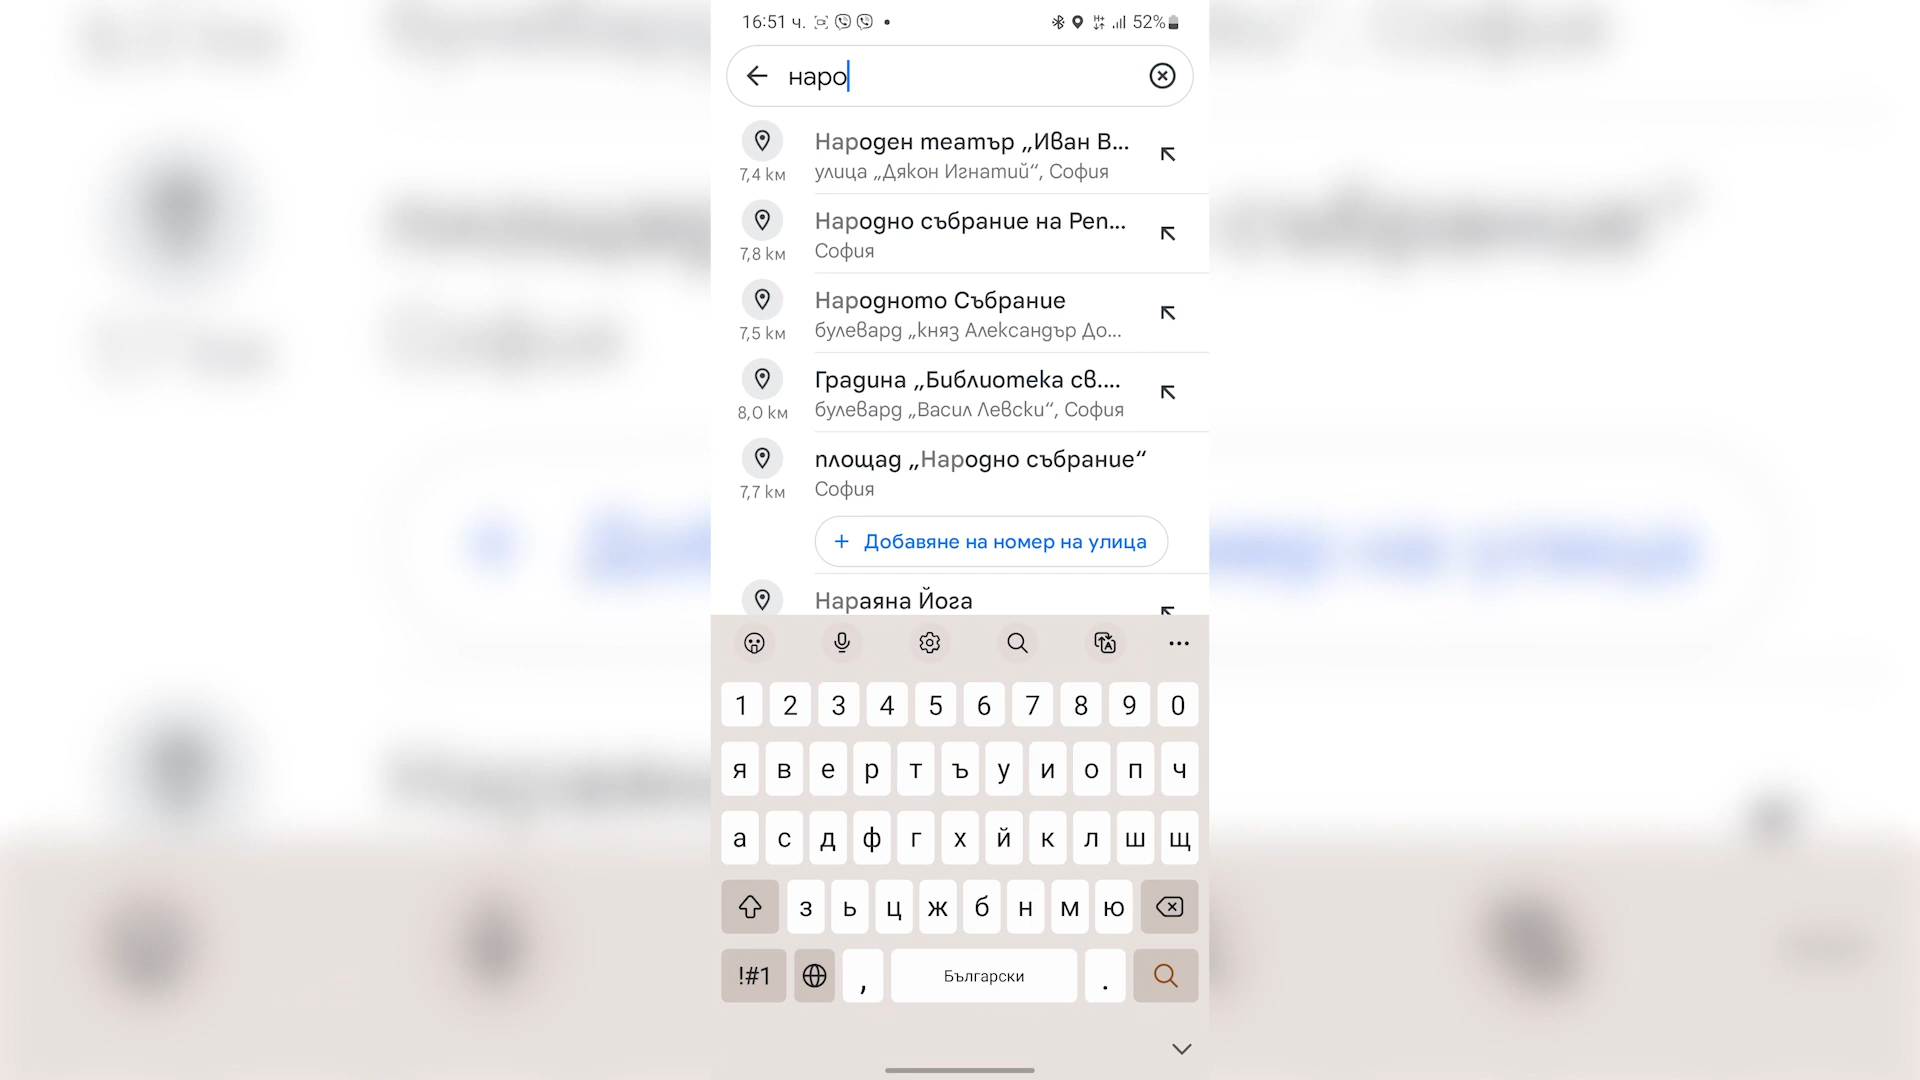 16:51 ч.
52%
наро
Народен театър „Иван В...
7,4 км
улица „Дякон Игнатий“, София
Народно събрание на Реп...
7,8 км
София
Народното Събрание
7,5 км
булевард „княз Александър До...
Градина „Библиотека св....
8,0 км
булевард „Васил Левски“, София
площад „Народно събрание“
7,7 км
София
+ Добавяне на номер на улица
Нараяна Йога
1 2 3 4 5 6 7 8 9 0
я в е р т ъ у и о п ч
а с д ф г х й к л ш щ
з ь ц ж б н м ю
!#1 , Български .